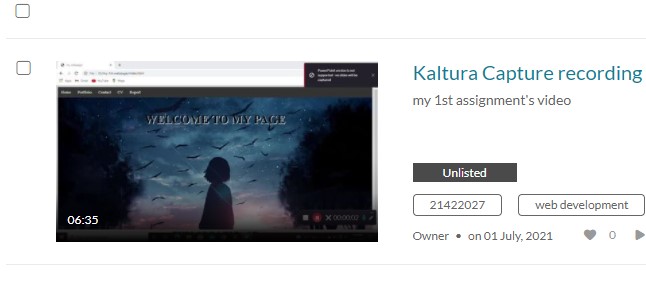 Kaltura Capture recording
my 1st assignment's video
WELCOME TO MY PAGE
06:35
Unlisted
21422027
web development
Owner • on 01 July, 2021
0